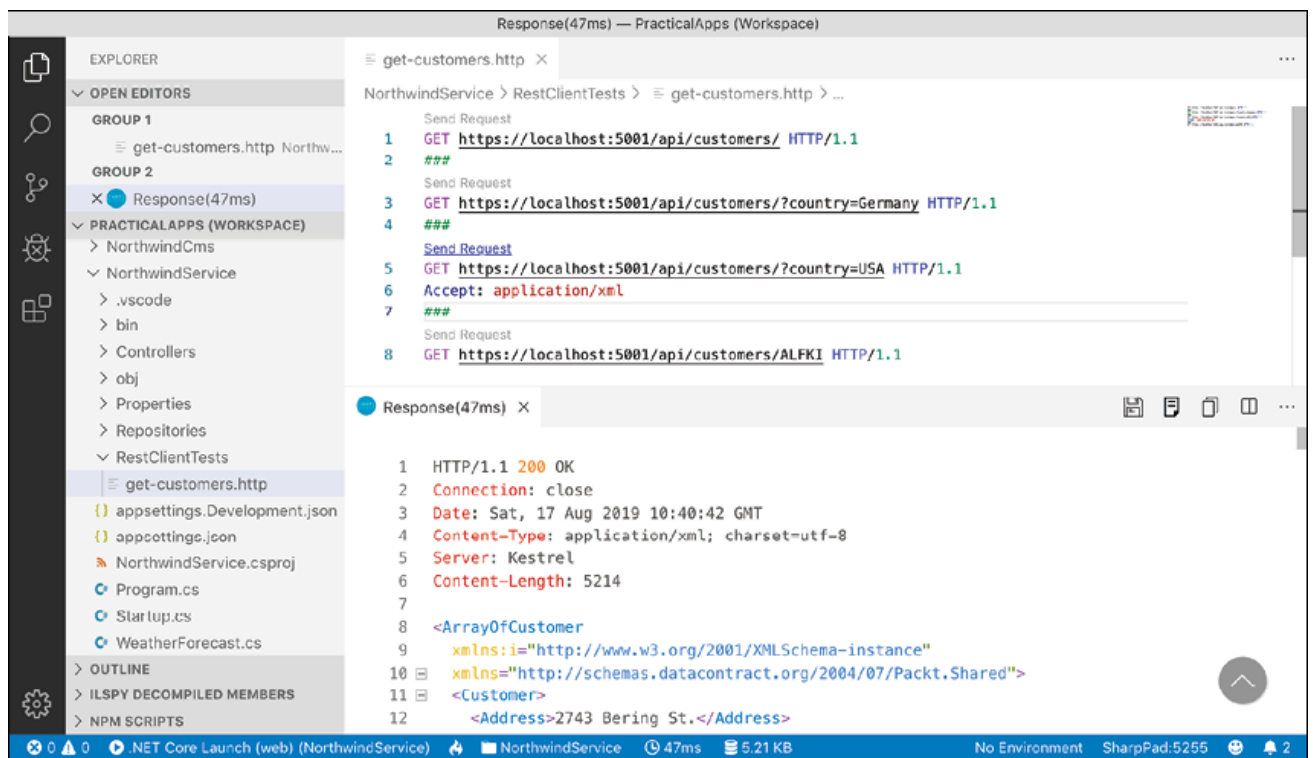 Response(47ms) — PracticalApps (Workspace)
EXPLORER
OPEN EDITORS
GROUP 1
get-customers.http Northw...
GROUP 2
Response(47ms)
PRACTICALAPPS (WORKSPACE)
NorthwindCms
NorthwindService
.vscode
bin
Controllers
obj
Properties
Repositories
RestClientTests
get-customers.http
appsettings.Development.json
appsettings.json
NorthwindService.csproj
Program.cs
Startup.cs
WeatherForecast.cs
OUTLINE
ILSPY DECOMPILED MEMBERS
NPM SCRIPTS
get-customers.http
NorthwindService > RestClientTests > get-customers.http > ...
Send Request
1 GET https://localhost:5001/api/customers/ HTTP/1.1
2 ###
Send Request
3 GET https://localhost:5001/api/customers/?country=Germany HTTP/1.1
4 ###
Send Request
5 GET https://localhost:5001/api/customers/?country=USA HTTP/1.1
6 Accept: application/xml
7 ###
Send Request
8 GET https://localhost:5001/api/customers/ALFKI HTTP/1.1
Response(47ms)
1 HTTP/1.1 200 OK
2 Connection: close
3 Date: Sat, 17 Aug 2019 10:40:42 GMT
4 Content-Type: application/xml; charset=utf-8
5 Server: Kestrel
6 Content-Length: 5214
7
8 <ArrayOfCustomer
9 xmlns:i="http://www.w3.org/2001/XMLSchema-instance"
10 xmlns="http://schemas.datacontract.org/2004/07/Packt.Shared">
11 <Customer>
12 <Address>2743 Bering St.</Address>
0 0 .NET Core Launch (web) (NorthwindService) NorthwindService 47ms 5.21 KB No Environment SharpPad:5255 2